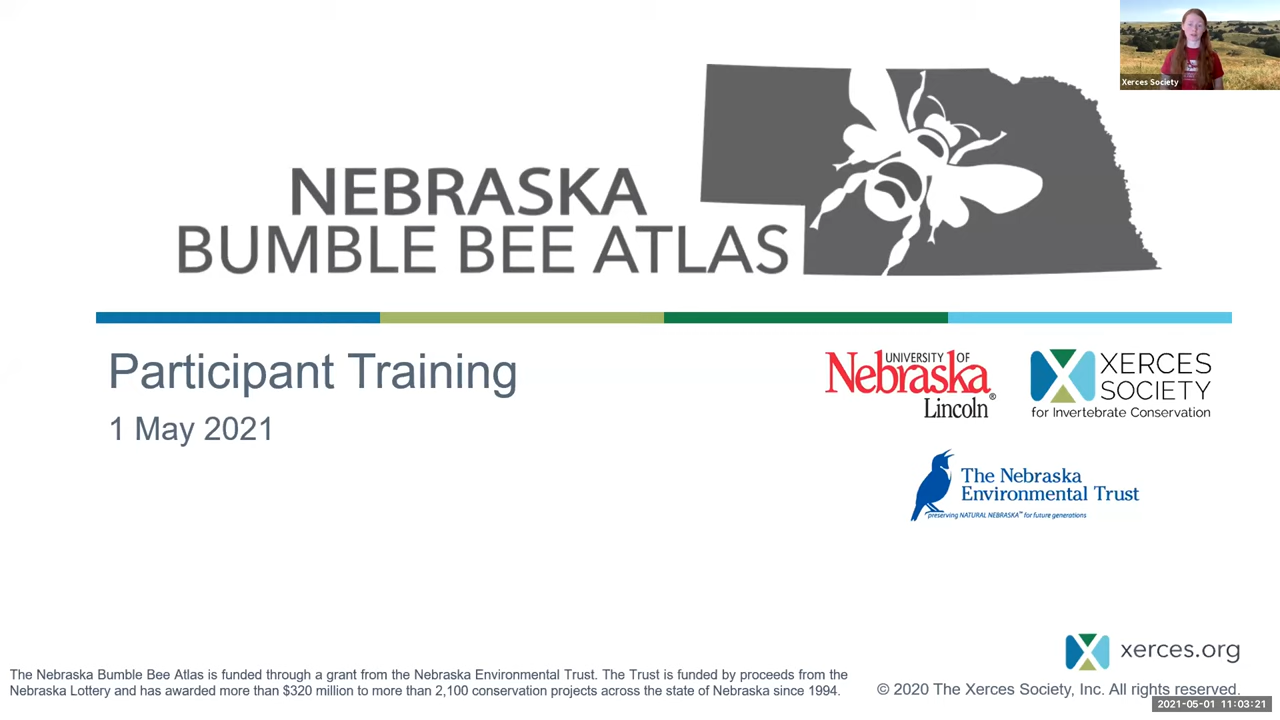 Xerces Society
NEBRASKA
BUMBLE BEE ATLAS
Participant Training
1 May 2021
UNIVERSITY OF
Nebraska®
Lincoln
XERCES
SOCIETY
for Invertebrate Conservation
The Nebraska
Environmental Trust
preserving NATURAL NEBRASKA™ for future generations
xerces.org
The Nebraska Bumble Bee Atlas is funded through a grant from the Nebraska Environmental Trust. The Trust is funded by proceeds from the
Nebraska Lottery and has awarded more than $320 million to more than 2,100 conservation projects across the state of Nebraska since 1994.
© 2020 The Xerces Society, Inc. All rights reserved.
2021-05-01 11:03:21